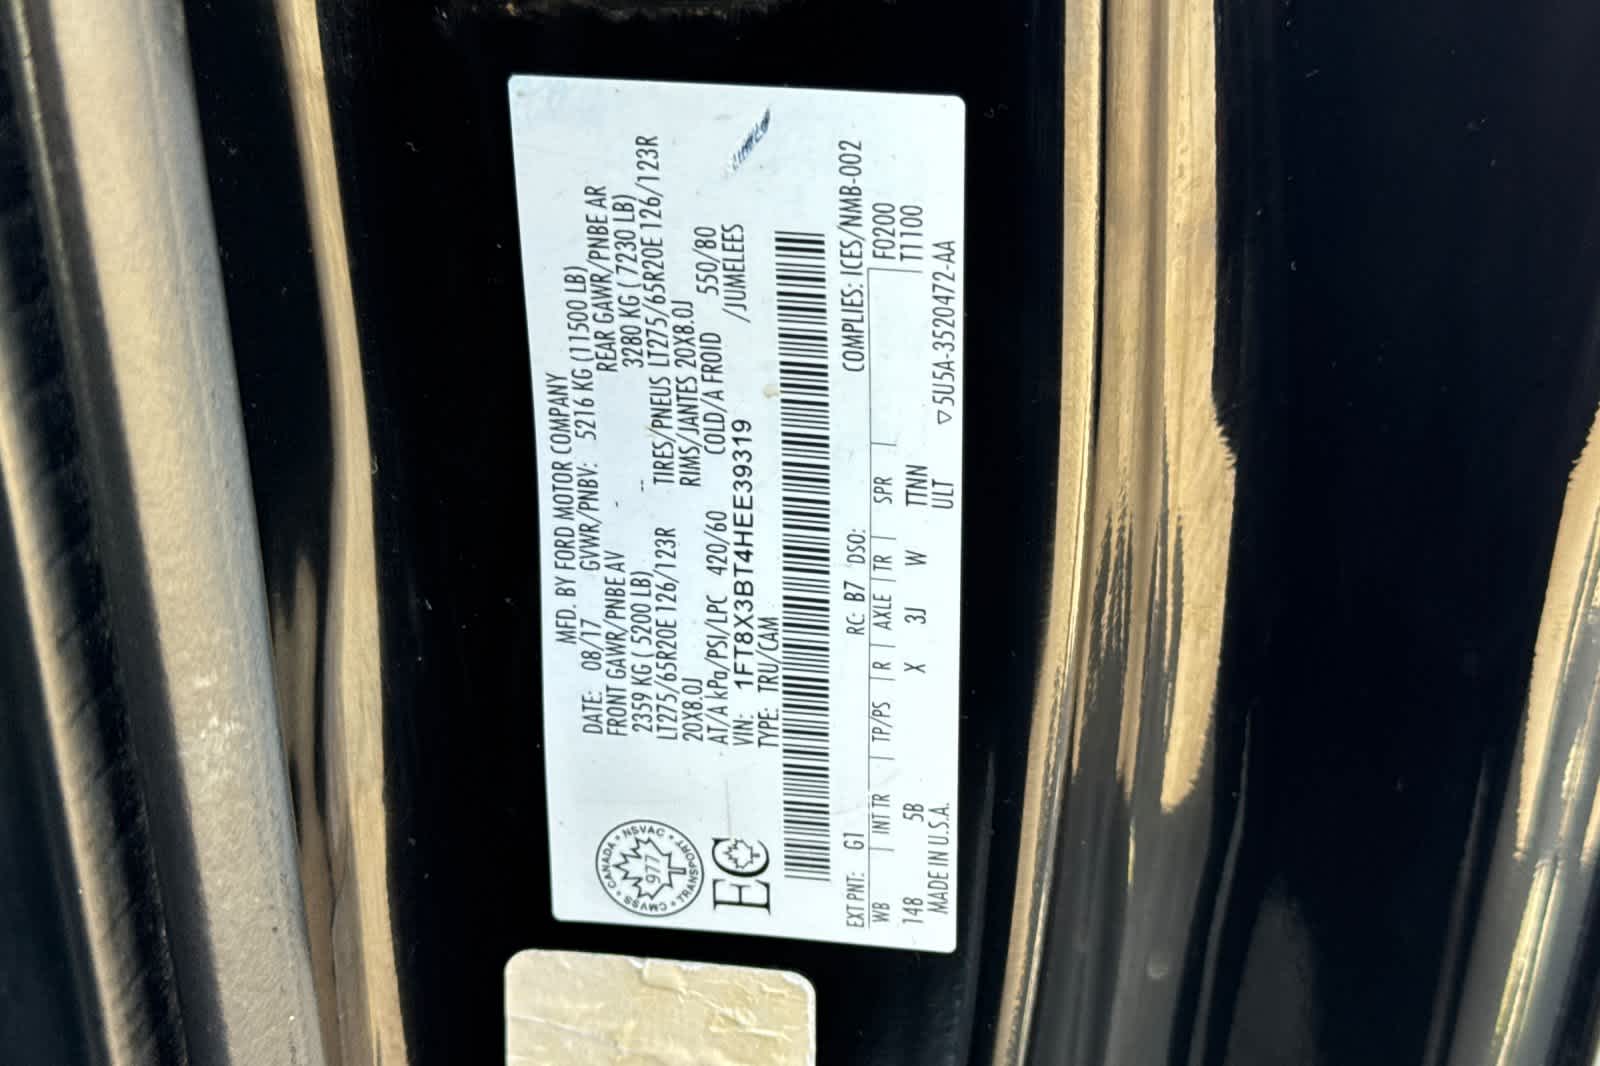 MFD. BY FORD MOTOR COMPANY
DATE: 08/17 GVWR/PNBV: 5216 KG (11500 LB)
FRONT GAWR/PNBE AV REAR GAWR/PNBE AR
2359 KG ( 5200 LB) 3280 KG ( 7230 LB)
LT275/65R20E 126/123R TIRES/PNEUS LT275/65R20E 126/123R
20X8.0J RIMS/JANTES 20X8.0J
AT/A kPa/PSI/LPC 420/60 COLD/A FROID 550/80
VIN: 1FT8X3BT4HEE39319 /JUMELEES
TYPE: TRU/CAM
CANADA • NSVAC • TRANSPORT • CMVSS •
977
EC
COMPLIES: ICES/NMB-002
EXT PNT: G1 RC: B7 DSO:
WB | INT TR | TP/PS | R | AXLE | TR | SPR F0200
148 5B X 3J W TTNN T1100
ULT
MADE IN U.S.A. ▽ 5U5A-3520472-AA